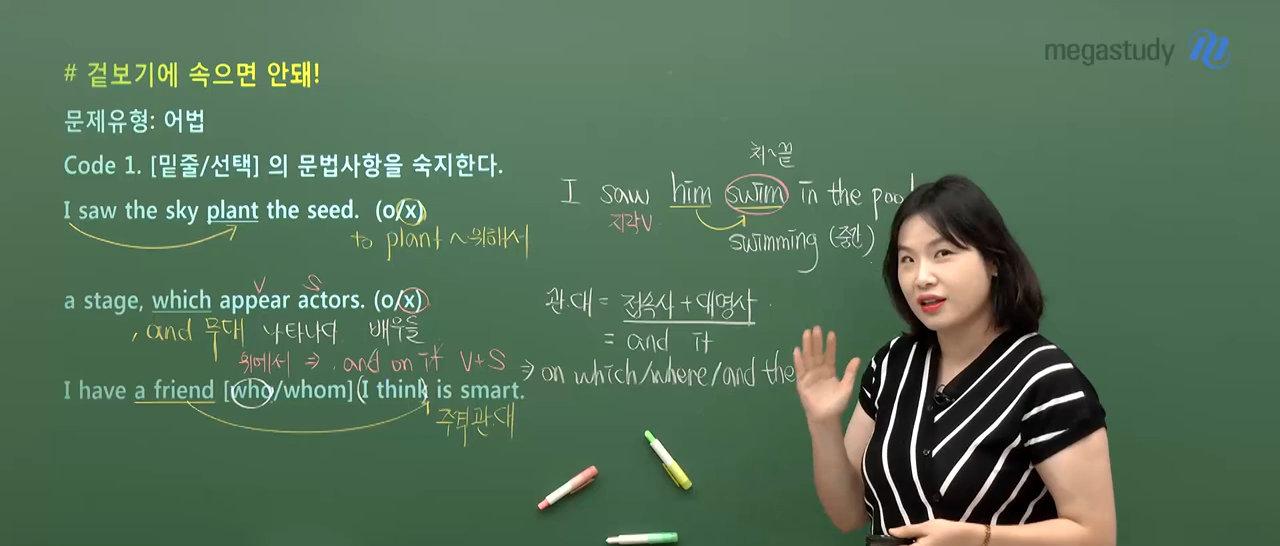 megastudy
# 겉보기에 속으면 안돼!
문제유형: 어법
Code 1. [밑줄/선택] 의 문법사항을 숙지한다.
I saw the sky plant the seed. (o/x)
to plant ~위해서
V S
a stage, which appear actors. (o/x)
, and 무대 나타나다. 배우들
위에서 ⇒ , and on it V+S ⇒ on which/where/and the
I have a friend [who/whom] (I think) is smart.
주격관.대
처~끝
I saw him swim in the pool
지각V
swimming (중간)
관.대 = 접속사 + 대명사
= and it